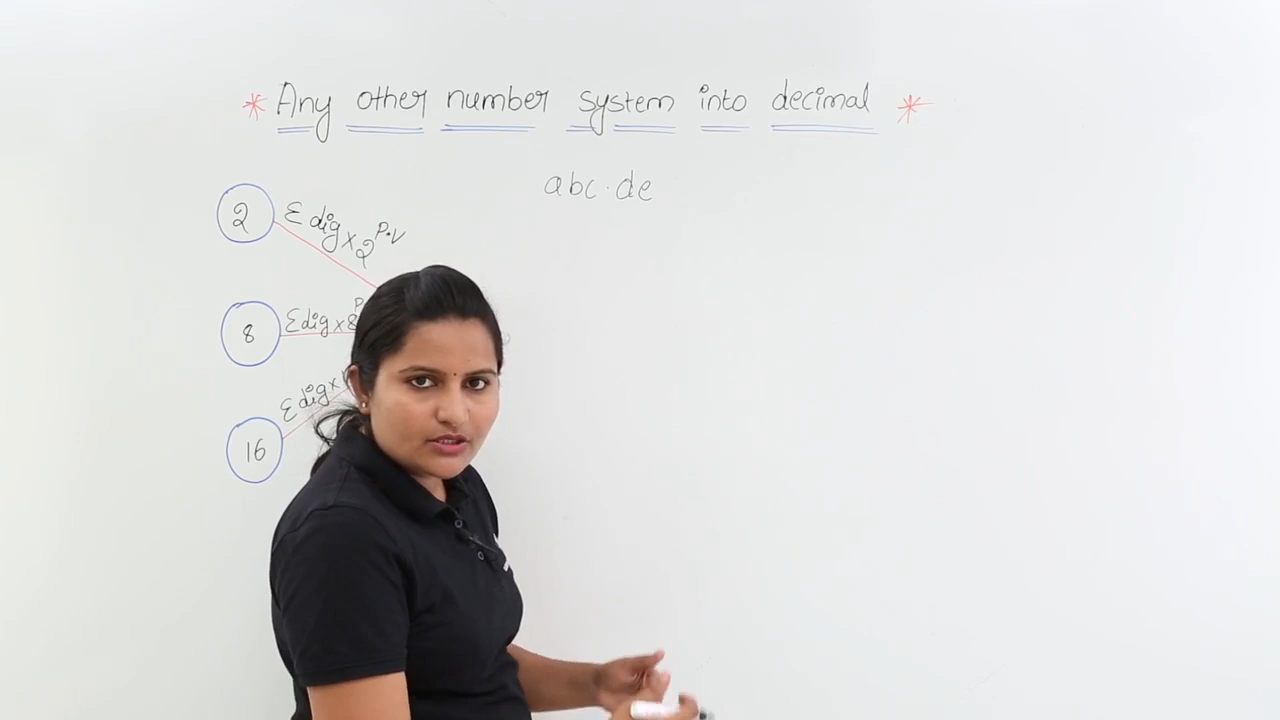 * Any other number system into decimal *
abc.de
2 Σ dig x 2^P.V
8 Σ dig x 8^P
16 Σ dig x